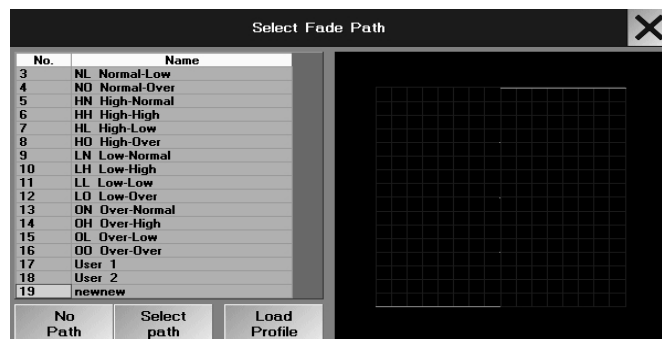 Select Fade Path
No. Name
3 NL Normal-Low
4 NO Normal-Over
5 HN High-Normal
6 HH High-High
7 HL High-Low
8 HO High-Over
9 LN Low-Normal
10 LH Low-High
11 LL Low-Low
12 LO Low-Over
13 ON Over-Normal
14 OH Over-High
15 OL Over-Low
16 OO Over-Over
17 User 1
18 User 2
19 newnew
No Path
Select path
Load Profile